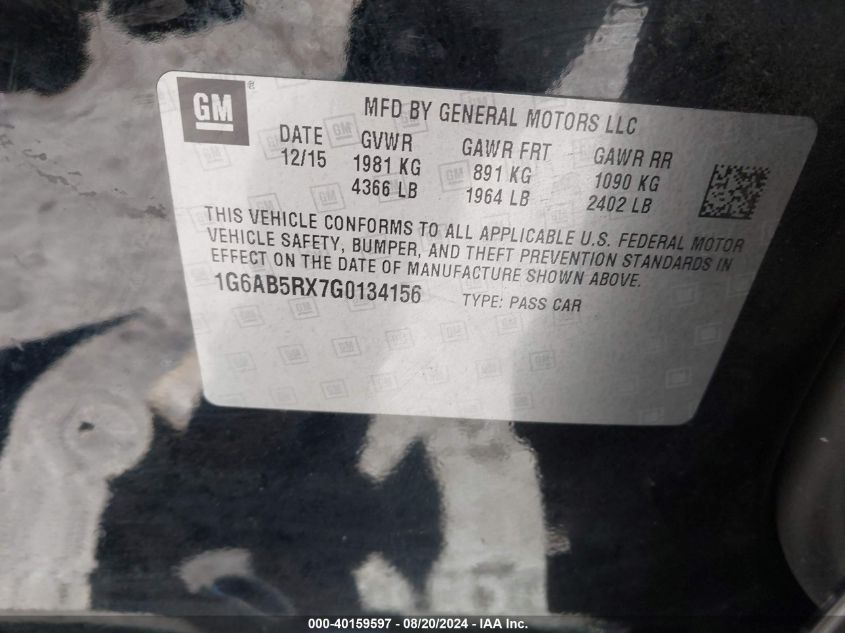 GM ®
MFD BY GENERAL MOTORS LLC
DATE GVWR GAWR FRT GAWR RR
12/15 1981 KG 891 KG 1090 KG
4366 LB 1964 LB 2402 LB
THIS VEHICLE CONFORMS TO ALL APPLICABLE U.S. FEDERAL MOTOR
VEHICLE SAFETY, BUMPER, AND THEFT PREVENTION STANDARDS IN
EFFECT ON THE DATE OF MANUFACTURE SHOWN ABOVE.
1G6AB5RX7G0134156 TYPE: PASS CAR
000-40159597 - 08/20/2024 - IAA Inc.